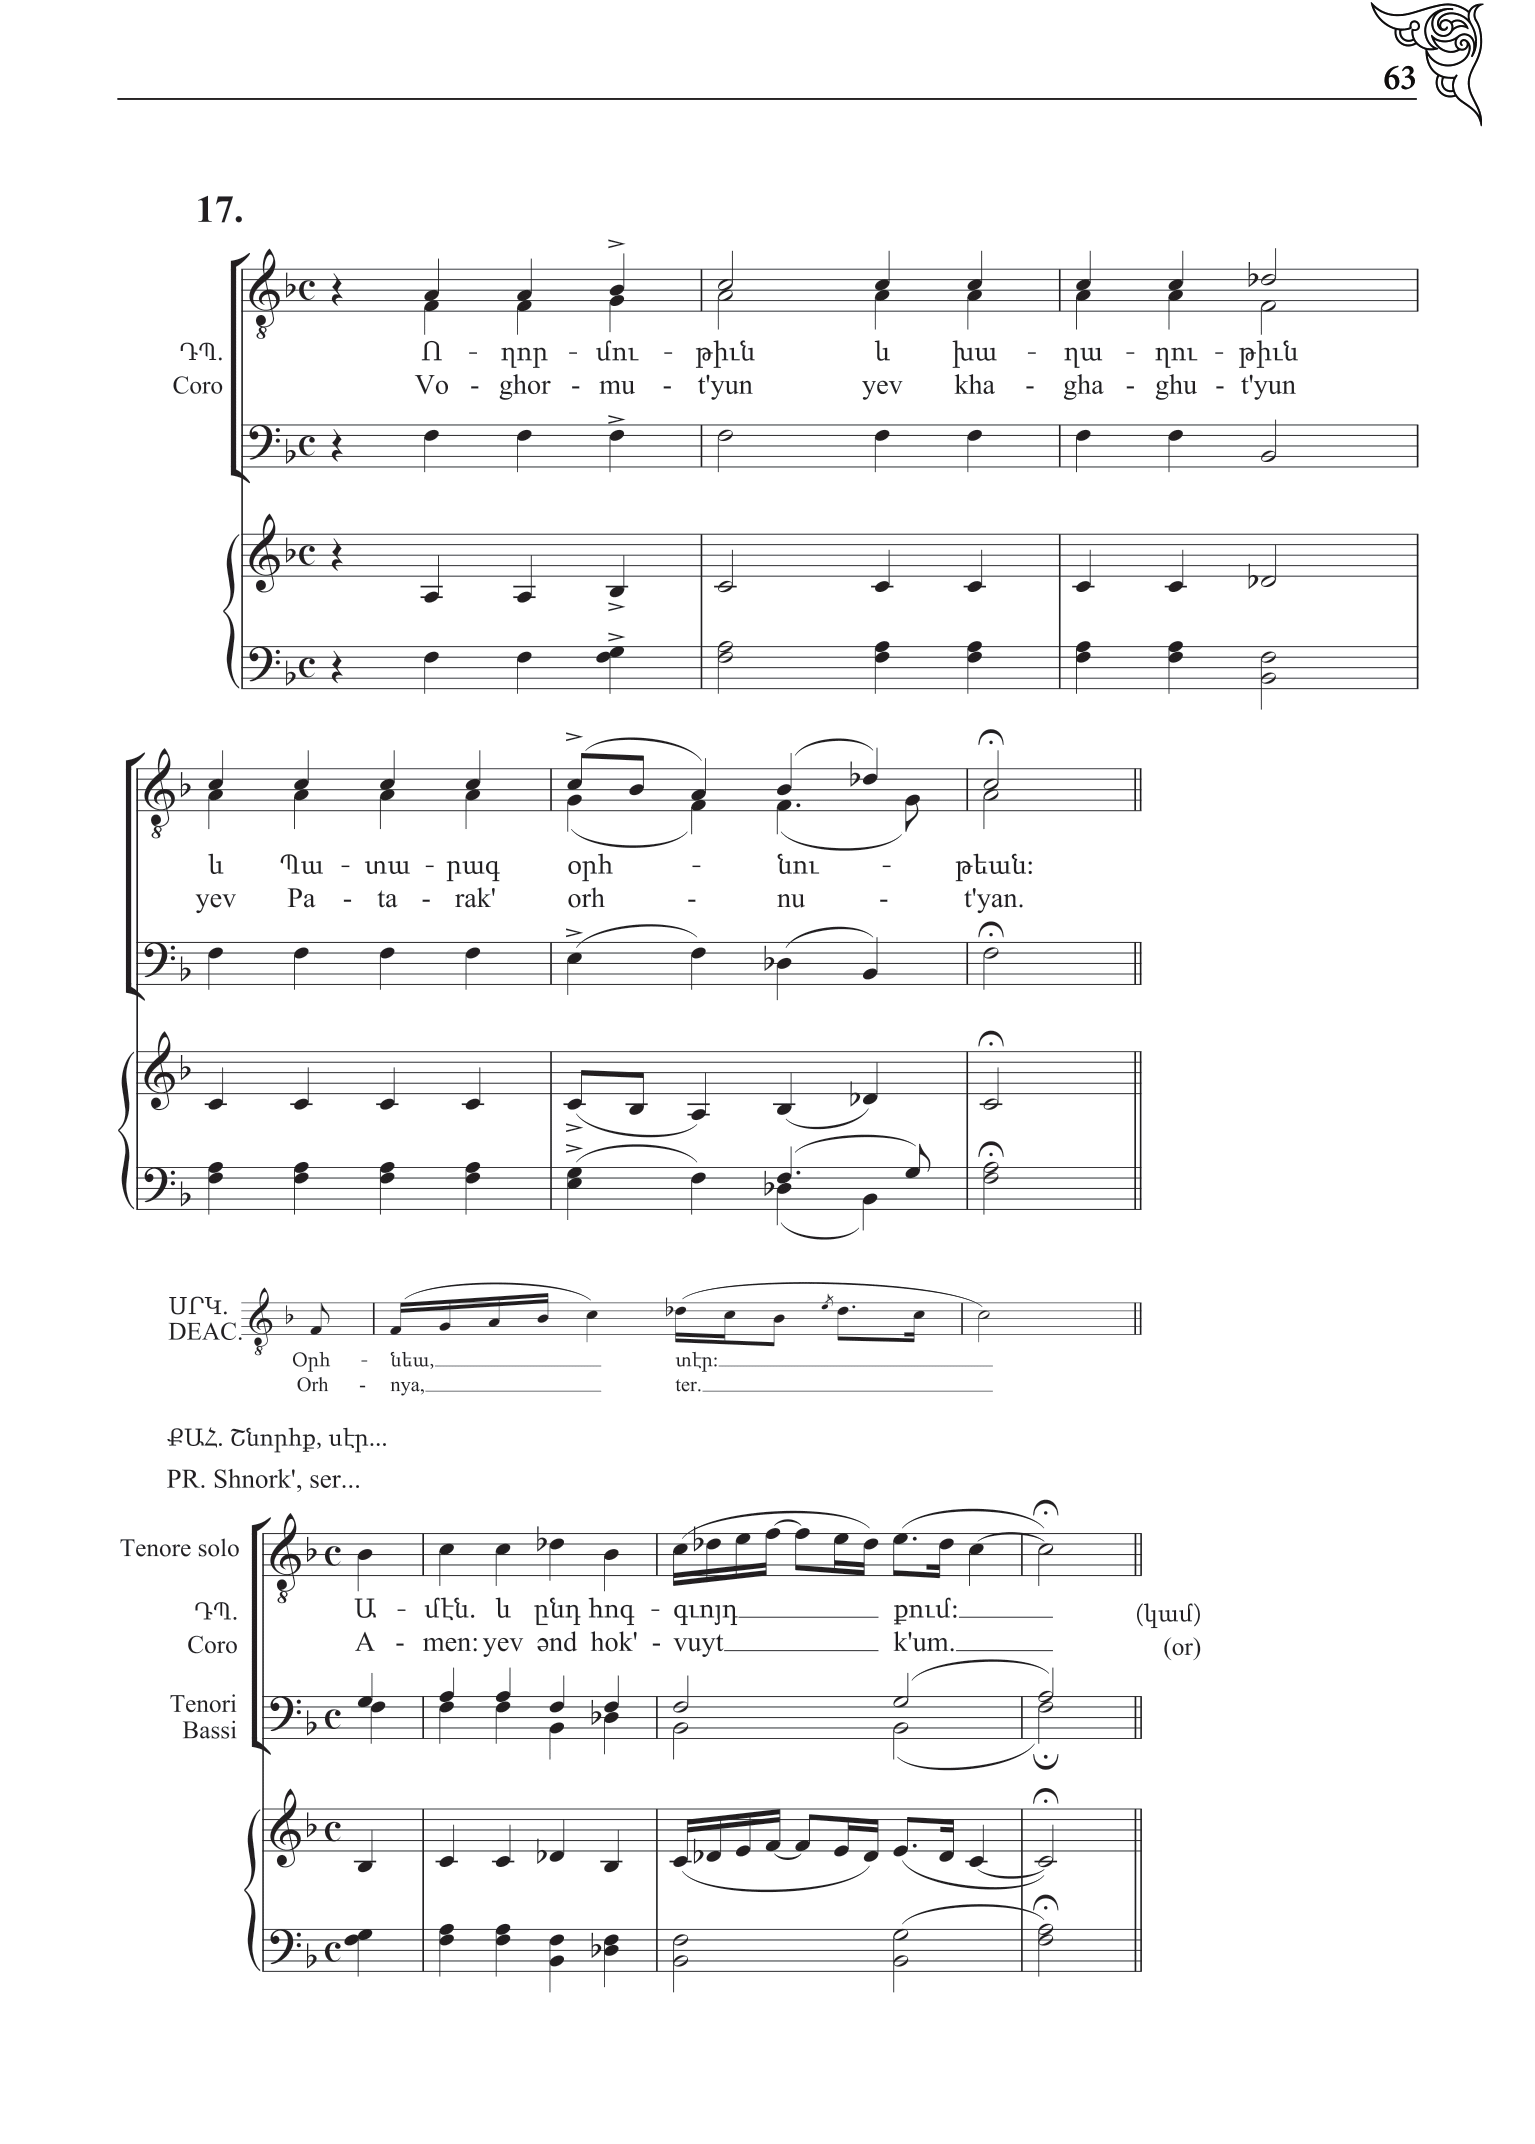 63
17.
ԴՊ. Ո - ղոր - մու - թիւն և խա - ղա - ղու - թիւն
Coro Vo - ghor - mu - t'yun yev kha - gha - ghu - t'yun
և Պա - տա - րագ օրհ - նու - թեան:
yev Pa - ta - rak' orh - nu - t'yan.
ՍՐԿ.
DEAC.
Օրհ - նեա, տէր:
Orh - nya, ter.
ՔԱՀ. Շնորհք, սէր...
PR. Shnork', ser...
Tenore solo
ԴՊ. Ա - մէն. և ընդ հոգ - գւոյդ քում: (կամ)
Coro A - men: yev ənd hok' - vuyt k'um. (or)
Tenori
Bassi